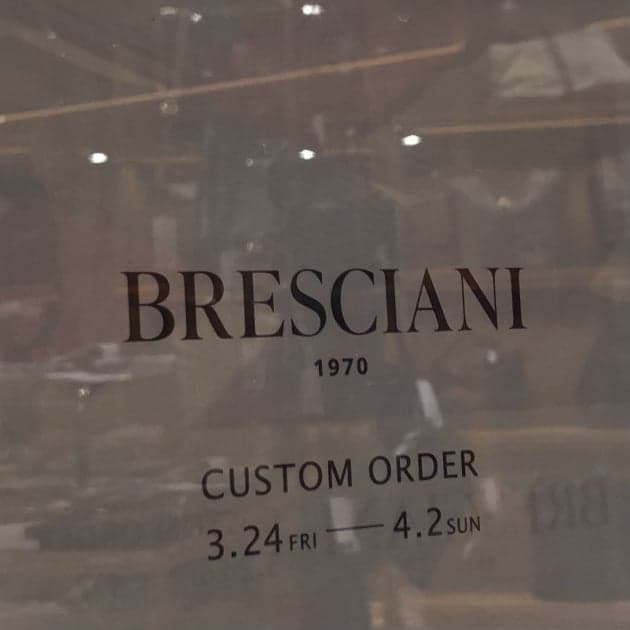 BRESCIANI
1970
CUSTOM ORDER
3.24 FRI — 4.2 SUN